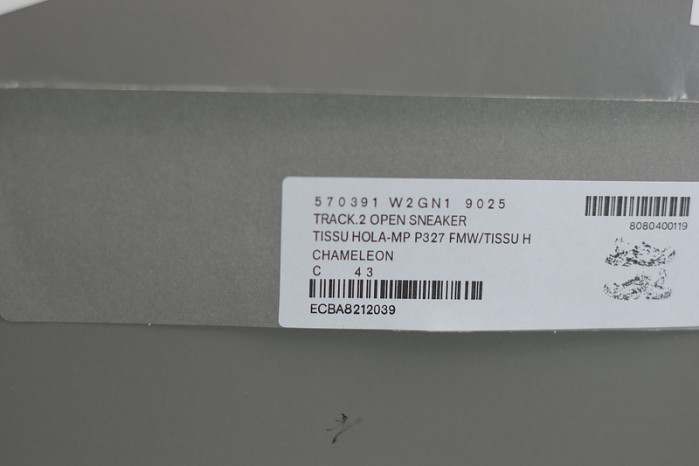 570391 W2GN1 9025
TRACK.2 OPEN SNEAKER
TISSU HOLA-MP P327 FMW/TISSU H
CHAMELEON
C 43
ECBA8212039
8080400119